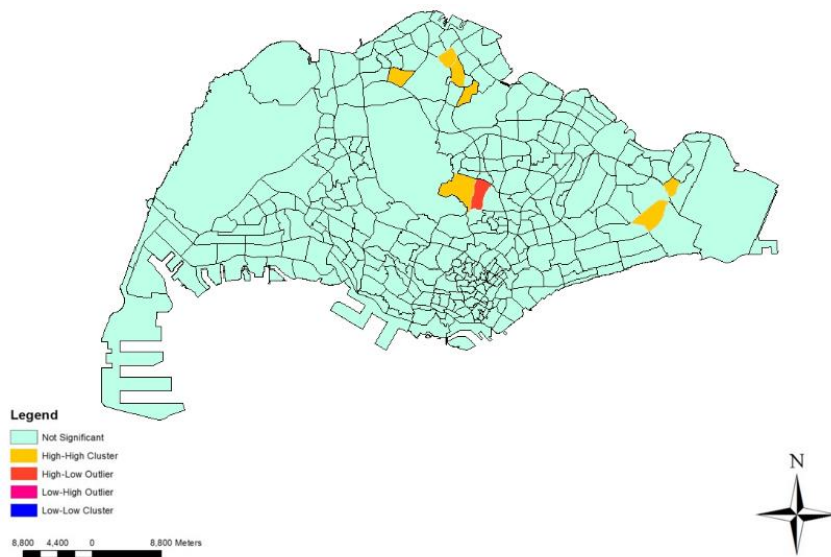 N
Legend
Not Significant
High-High Cluster
High-Low Outlier
Low-High Outlier
Low-Low Cluster
8,800 4,400 0 8,800 Meters